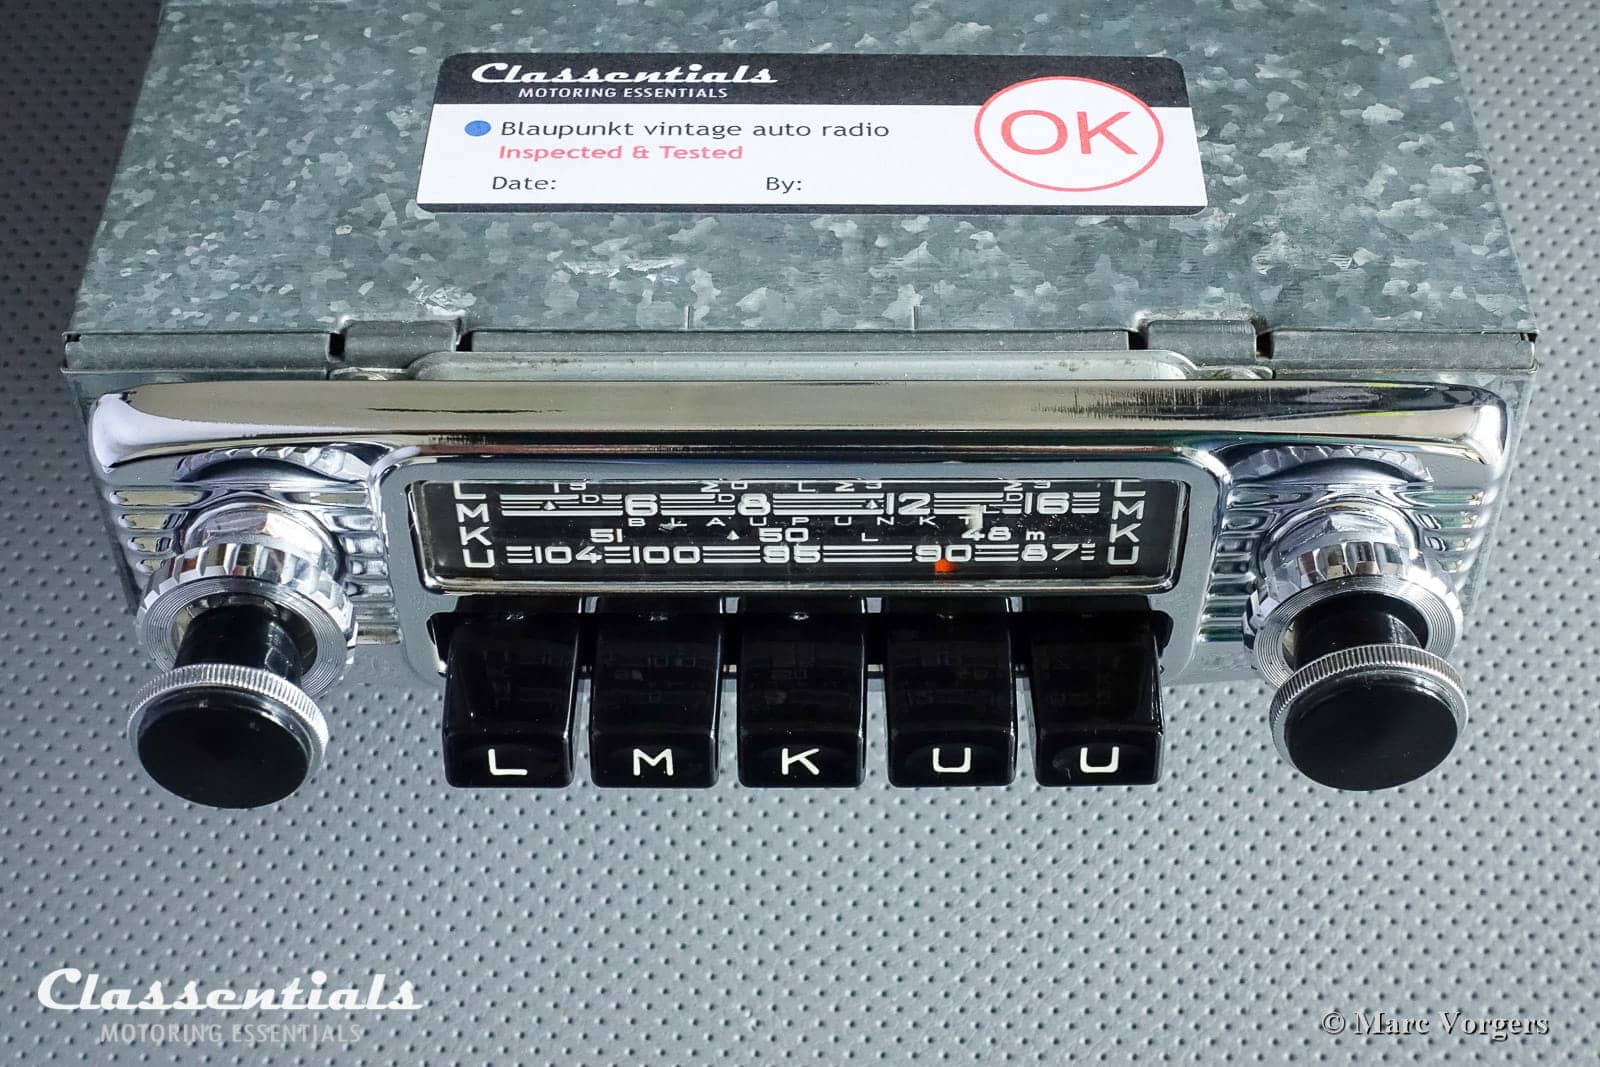 Classentials
MOTORING ESSENTIALS
Blaupunkt vintage auto radio
Inspected & Tested
OK
Date: By:
L L
M D 6 D 8 12 L D 16 M
BLAUPUNKT
K 51 50 L 48 m K
U 104 100 95 90 87 U
L M K U U
Classentials
MOTORING ESSENTIALS
© Marc Vorgers